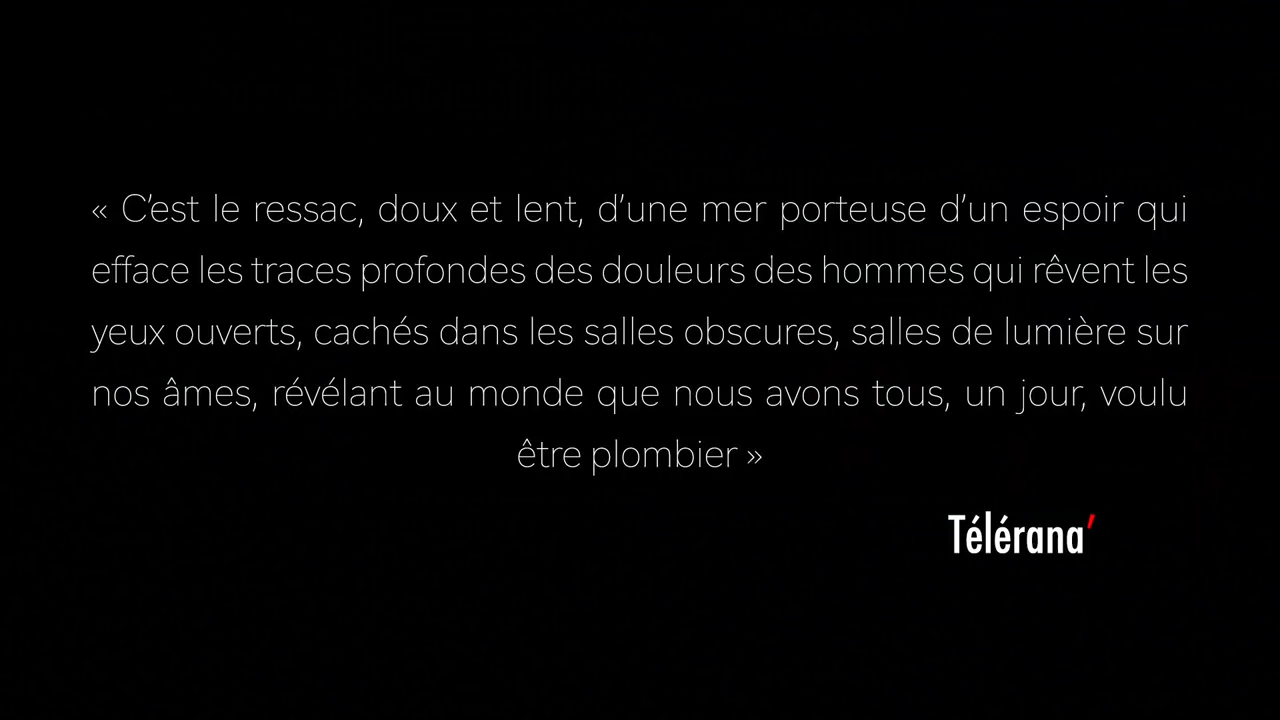 « C'est le ressac, doux et lent, d'une mer porteuse d'un espoir qui
efface les traces profondes des douleurs des hommes qui rêvent les
yeux ouverts, cachés dans les salles obscures, salles de lumière sur
nos âmes, révélant au monde que nous avons tous, un jour, voulu
être plombier »
Télérana'